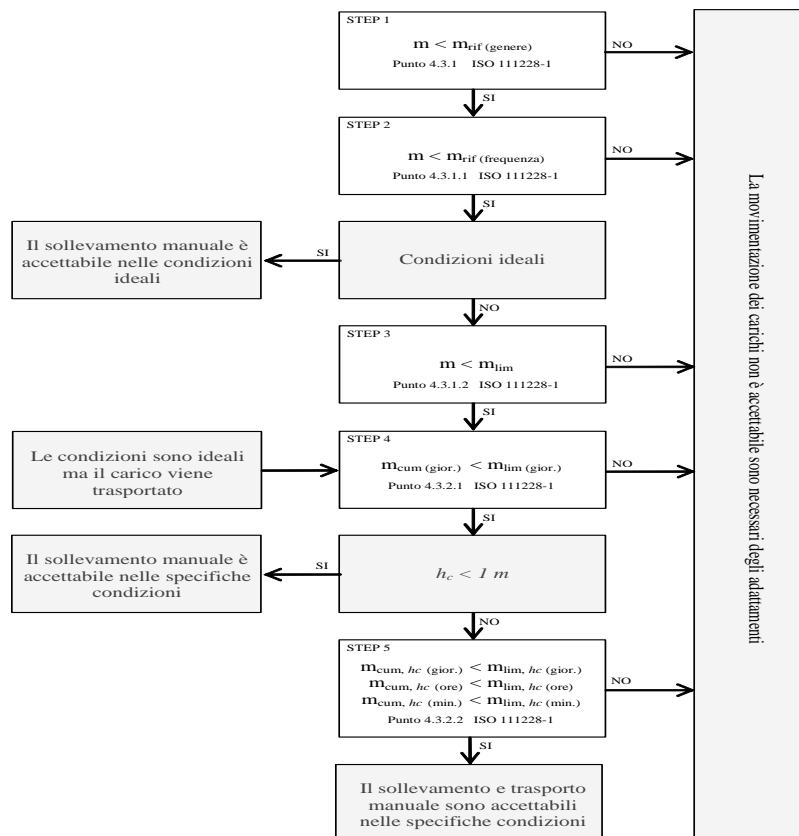 STEP 1
m < mrif (genere)
Punto 4.3.1 ISO 111228-1
NO
SI
STEP 2
m < mrif (frequenza)
Punto 4.3.1.1 ISO 111228-1
NO
SI
Il sollevamento manuale è
accettabile nelle condizioni
ideali
SI
Condizioni ideali
NO
STEP 3
m < mlim
Punto 4.3.1.2 ISO 111228-1
NO
SI
Le condizioni sono ideali
ma il carico viene
trasportato
STEP 4
mcum (gior.) < mlim (gior.)
Punto 4.3.2.1 ISO 111228-1
NO
SI
Il sollevamento manuale è
accettabile nelle specifiche
condizioni
SI
hc < 1 m
NO
STEP 5
mcum, hc (gior.) < mlim, hc (gior.)
mcum, hc (ore) < mlim, hc (ore)
mcum, hc (min.) < mlim, hc (min.)
Punto 4.3.2.2 ISO 111228-1
NO
SI
Il sollevamento e trasporto
manuale sono accettabili
nelle specifiche condizioni
La movimentazione dei carichi non è accettabile sono necessari degli adattamenti